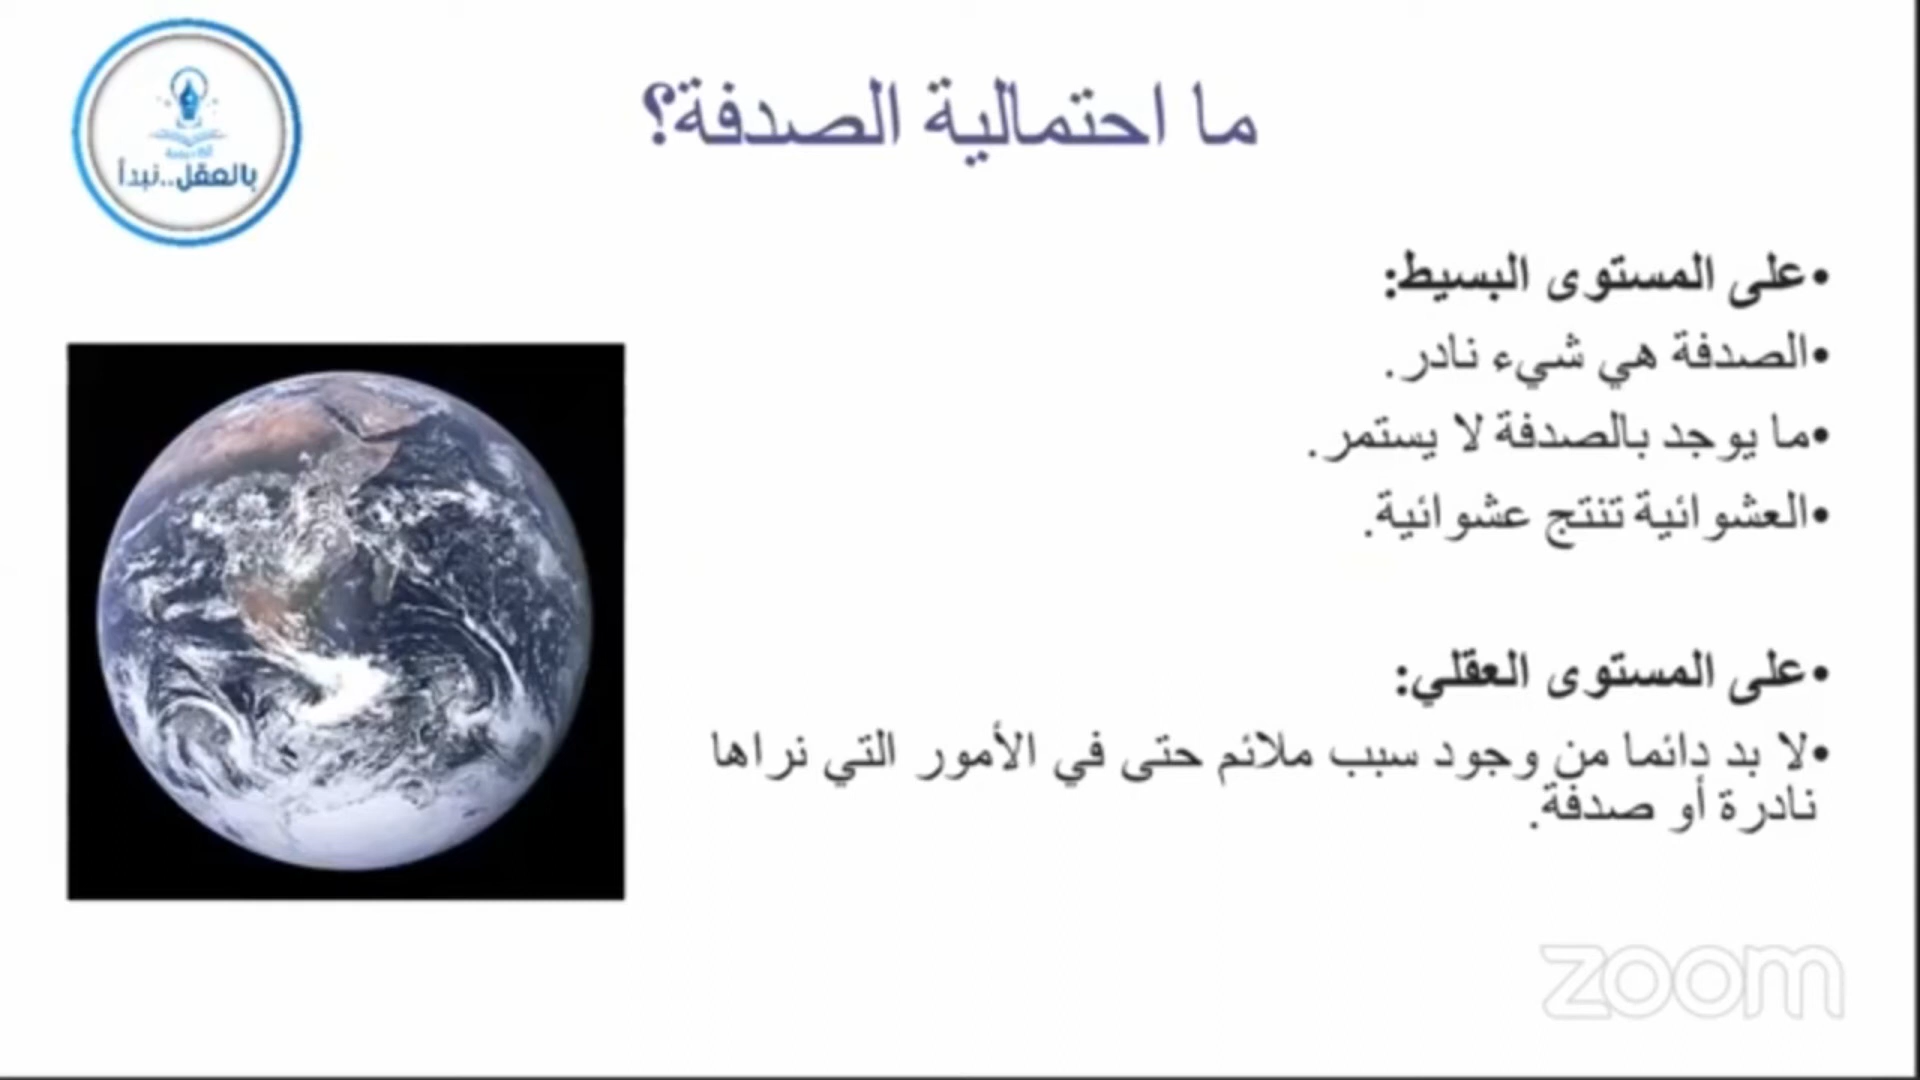 ما احتمالية الصدفة؟
أكاديمية
بالعقل..نبدأ
•على المستوى البسيط:
•الصدفة هي شيء نادر.
•ما يوجد بالصدفة لا يستمر.
•العشوائية تنتج عشوائية.
•على المستوى العقلي:
•لا بد دائما من وجود سبب ملائم حتى في الأمور التي نراها
نادرة أو صدفة.
zoom